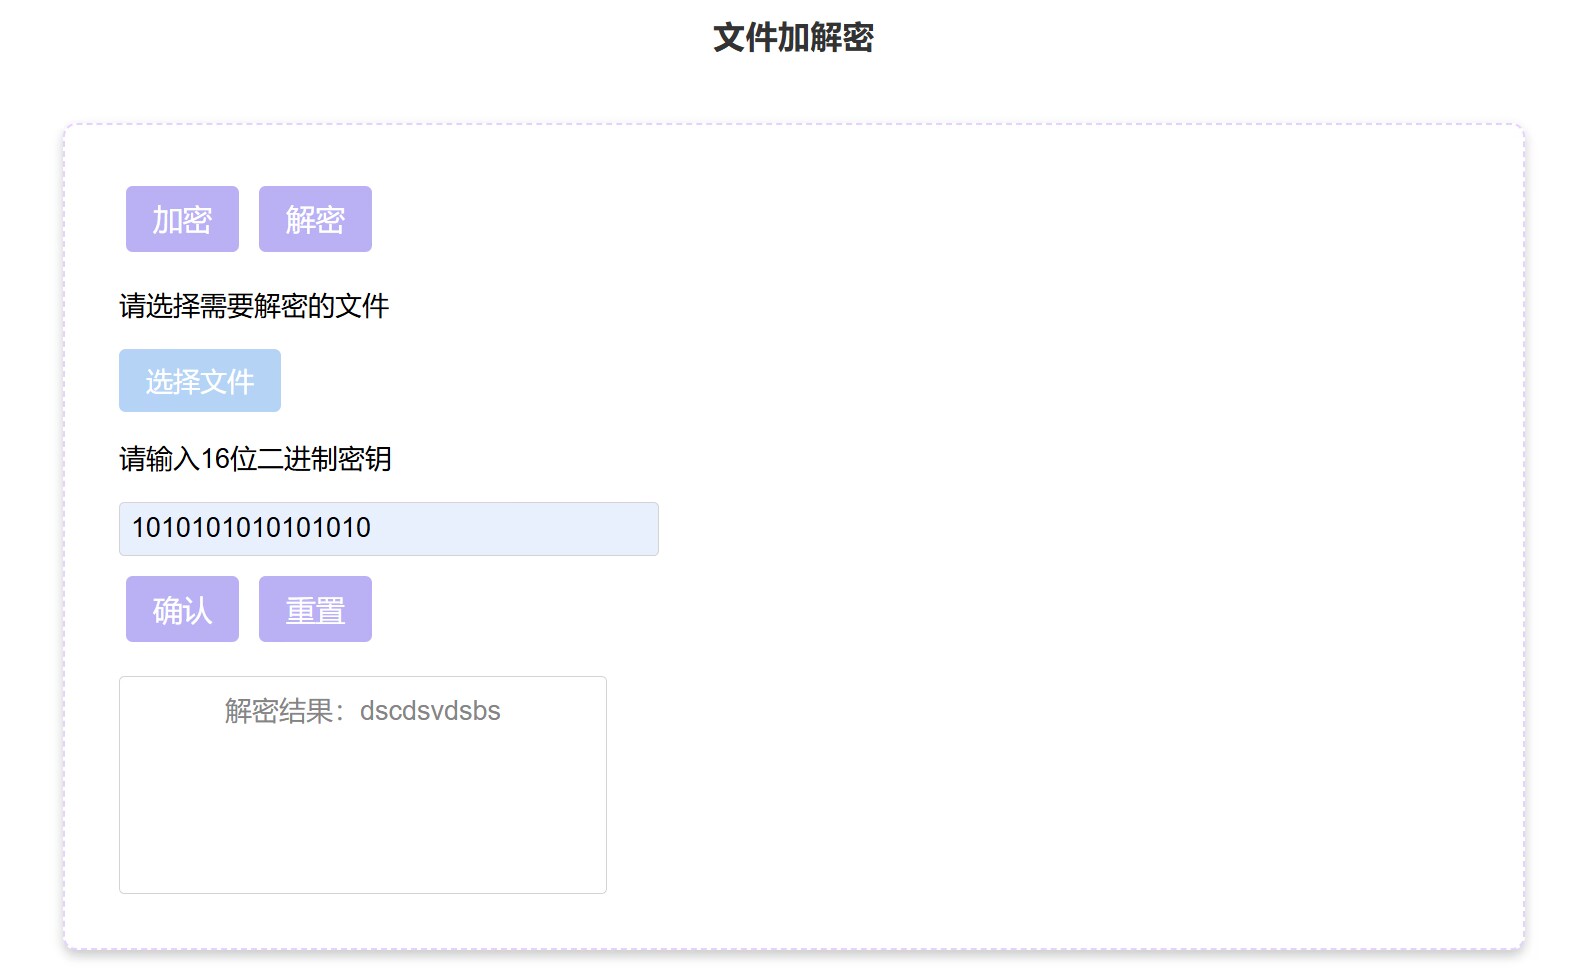 文件加解密
加密 解密
请选择需要解密的文件
选择文件
请输入16位二进制密钥
1010101010101010
确认 重置
解密结果：dscdsvdsbs